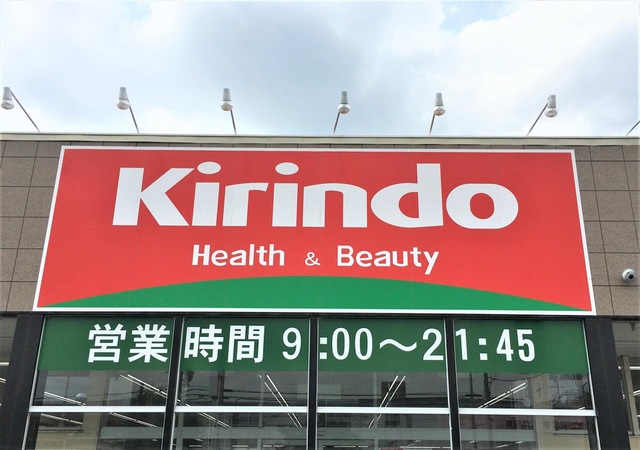 Kirindo
Health & Beauty
営業時間 9:00～21:45